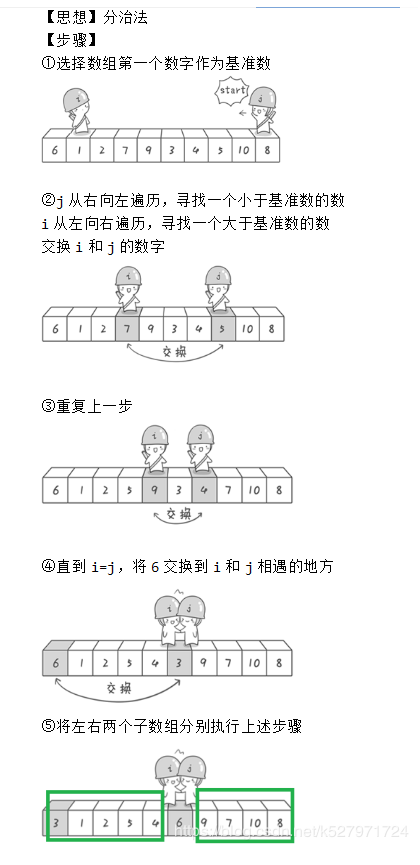 【思想】分治法
【步骤】
①选择数组第一个数字作为基准数
i start j
6 1 2 7 9 3 4 5 10 8
②j 从右向左遍历，寻找一个小于基准数的数
i 从左向右遍历，寻找一个大于基准数的数
交换 i 和 j 的数字
i j
6 1 2 7 9 3 4 5 10 8
交换
③重复上一步
i j
6 1 2 5 9 3 4 7 10 8
交换
④直到 i=j，将 6 交换到 i 和 j 相遇的地方
i j
6 1 2 5 4 3 9 7 10 8
交换
⑤将左右两个子数组分别执行上述步骤
i j
3 1 2 5 4 6 9 7 10 8
https://blog.csdn.net/k527971724